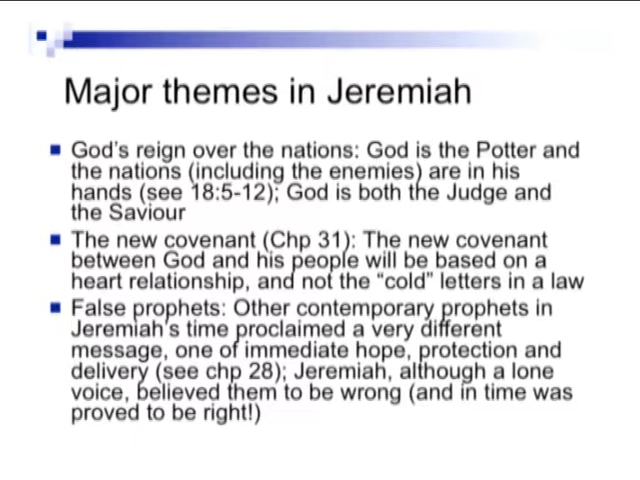 Major themes in Jeremiah
God's reign over the nations: God is the Potter and
the nations (including the enemies) are in his
hands (see 18:5-12); God is both the Judge and
the Saviour
The new covenant (Chp 31): The new covenant
between God and his people will be based on a
heart relationship, and not the “cold” letters in a law
False prophets: Other contemporary prophets in
Jeremiah's time proclaimed a very different
message, one of immediate hope, protection and
delivery (see chp 28); Jeremiah, although a lone
voice, believed them to be wrong (and in time was
proved to be right!)